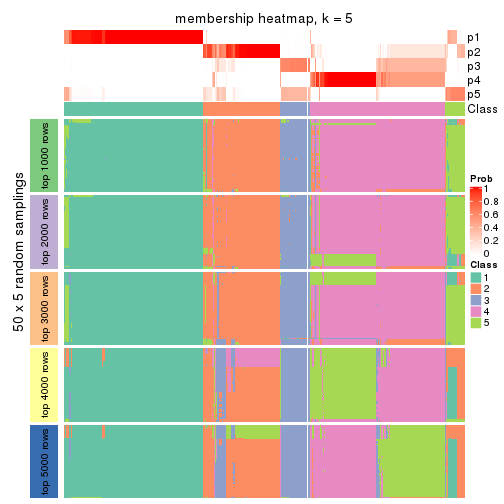 membership heatmap, k = 5
p1
p2
p3
p4
p5
Class
50 x 5 random samplings
top 1000 rows
top 2000 rows
top 3000 rows
top 4000 rows
top 5000 rows
Prob
1
0.8
0.6
0.4
0.2
0
Class
1
2
3
4
5